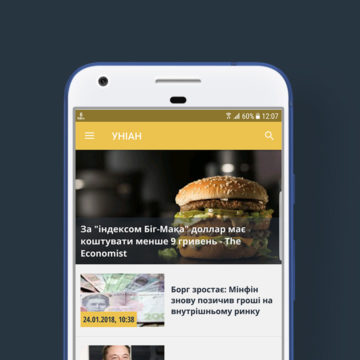 60% 12:07
УНІАН
За "індексом Біг-Мака" долар має
коштувати менше 9 гривень - The
Economist
Борг зростає: Мінфін
знову позичив гроші на
внутрішньому ринку
24.01.2018, 10:38